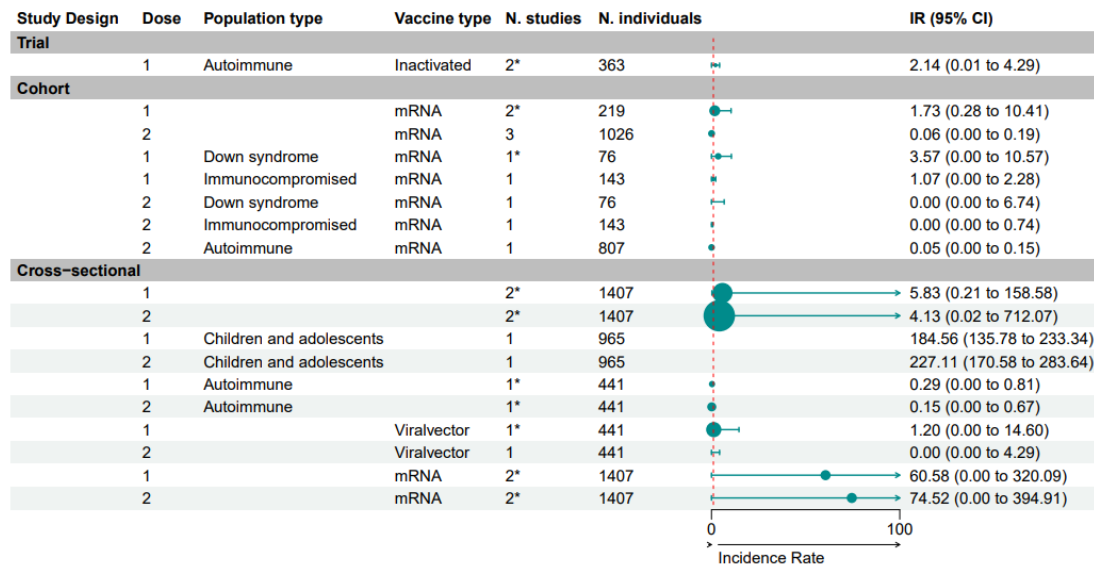 Study Design Dose Population type Vaccine type N. studies N. individuals IR (95% CI)
Trial
1 Autoimmune Inactivated 2* 363 2.14 (0.01 to 4.29)
Cohort
1 mRNA 2* 219 1.73 (0.28 to 10.41)
2 mRNA 3 1026 0.06 (0.00 to 0.19)
1 Down syndrome mRNA 1* 76 3.57 (0.00 to 10.57)
1 Immunocompromised mRNA 1 143 1.07 (0.00 to 2.28)
2 Down syndrome mRNA 1 76 0.00 (0.00 to 6.74)
2 Immunocompromised mRNA 1 143 0.00 (0.00 to 0.74)
2 Autoimmune mRNA 1 807 0.05 (0.00 to 0.15)
Cross−sectional
1 2* 1407 5.83 (0.21 to 158.58)
2 2* 1407 4.13 (0.02 to 712.07)
1 Children and adolescents 1 965 184.56 (135.78 to 233.34)
2 Children and adolescents 1 965 227.11 (170.58 to 283.64)
1 Autoimmune 1* 441 0.29 (0.00 to 0.81)
2 Autoimmune 1* 441 0.15 (0.00 to 0.67)
1 Viralvector 1* 441 1.20 (0.00 to 14.60)
2 Viralvector 1 441 0.00 (0.00 to 4.29)
1 mRNA 2* 1407 60.58 (0.00 to 320.09)
2 mRNA 2* 1407 74.52 (0.00 to 394.91)
0 100
Incidence Rate